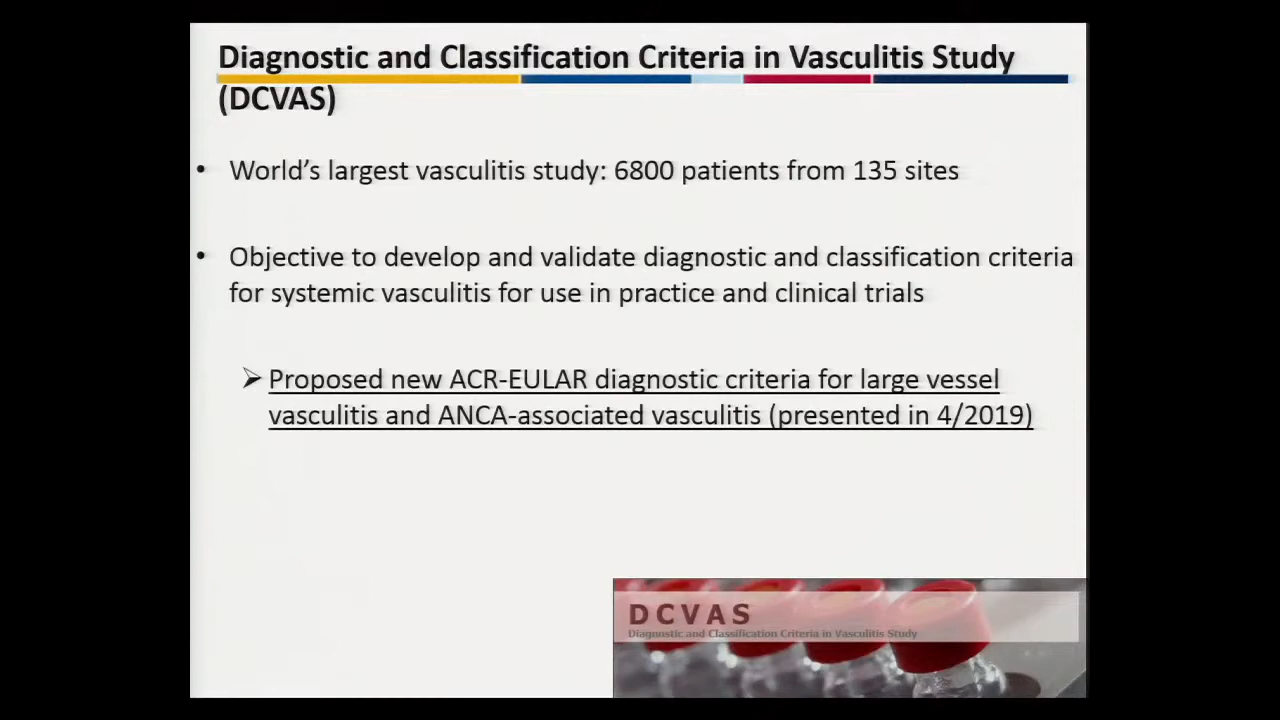 Diagnostic and Classification Criteria in Vasculitis Study
(DCVAS)
• World’s largest vasculitis study: 6800 patients from 135 sites
• Objective to develop and validate diagnostic and classification criteria
for systemic vasculitis for use in practice and clinical trials
➢ Proposed new ACR-EULAR diagnostic criteria for large vessel
vasculitis and ANCA-associated vasculitis (presented in 4/2019)
DCVAS
Diagnostic and Classification Criteria in Vasculitis Study